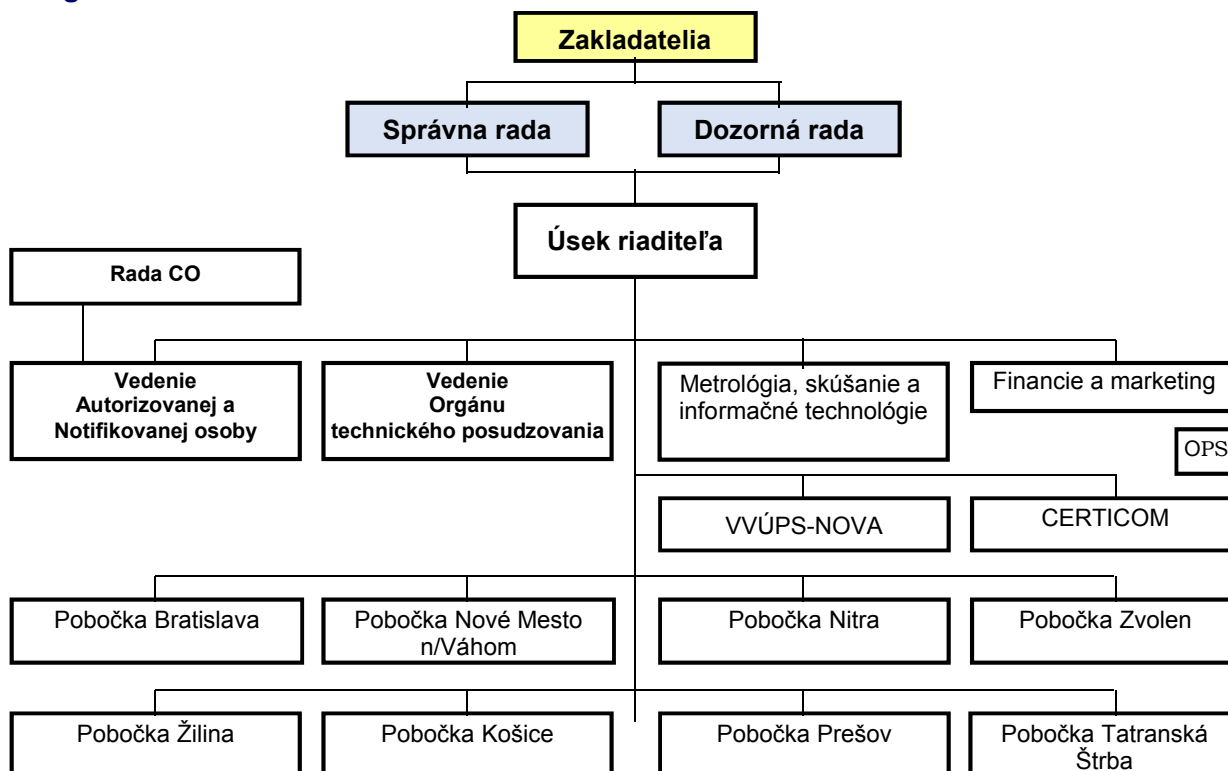 Zakladatelia
Správna rada
Dozorná rada
Úsek riaditeľa
Rada CO
Vedenie
Autorizovanej a
Notifikovanej osoby
Vedenie
Orgánu
technického posudzovania
Metrológia, skúšanie a
informačné technológie
Financie a marketing
OPS
VVÚPS-NOVA
CERTICOM
Pobočka Bratislava
Pobočka Nové Mesto
n/Váhom
Pobočka Nitra
Pobočka Zvolen
Pobočka Žilina
Pobočka Košice
Pobočka Prešov
Pobočka Tatranská
Štrba